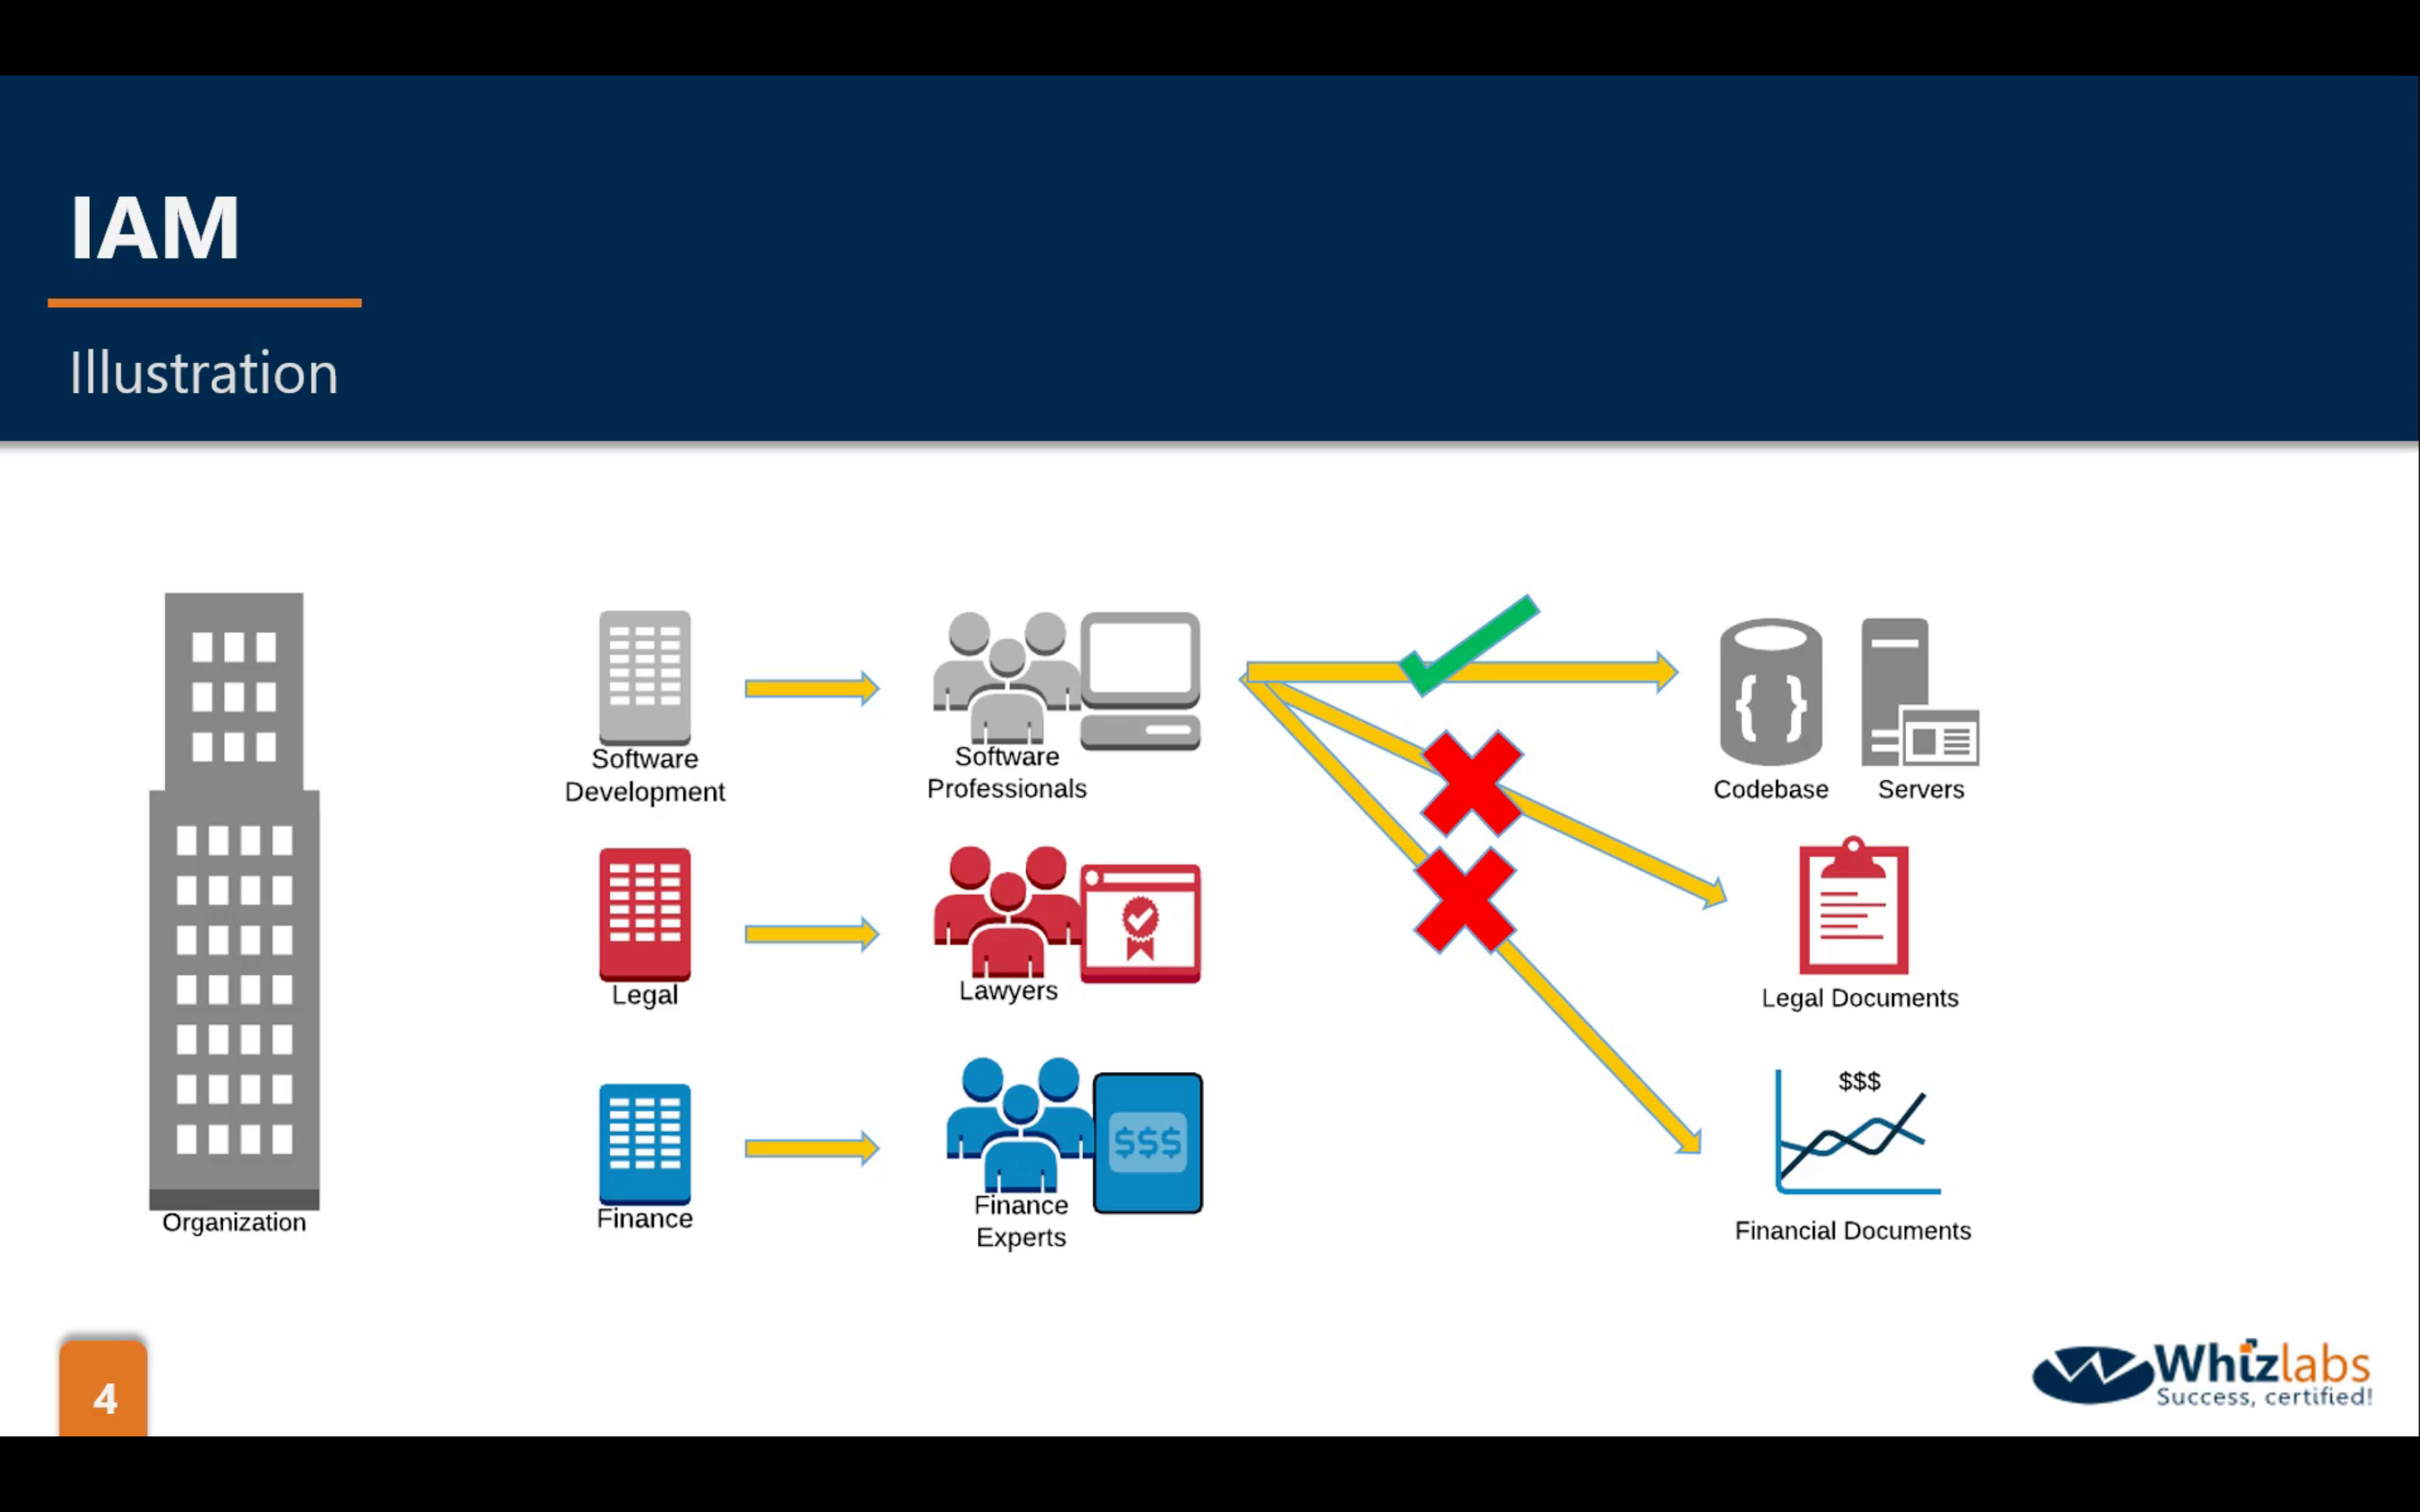 IAM
Illustration
Software
Development
Software
Professionals
{ }
Codebase
Servers
Legal
Lawyers
Legal Documents
$$$
$$$
Finance
Finance
Experts
Financial Documents
Organization
4
Whizlabs
Success, certified!